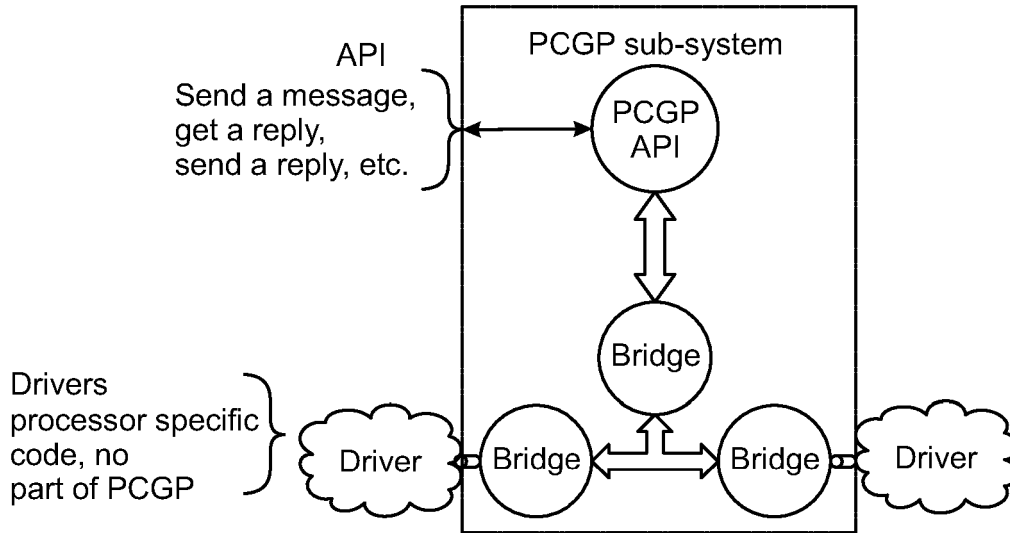 API
Send a message,
get a reply,
send a reply, etc.
PCGP sub-system
PCGP
API
Bridge
Drivers
processor specific
code, no
part of PCGP
Driver
Bridge
Bridge
Driver